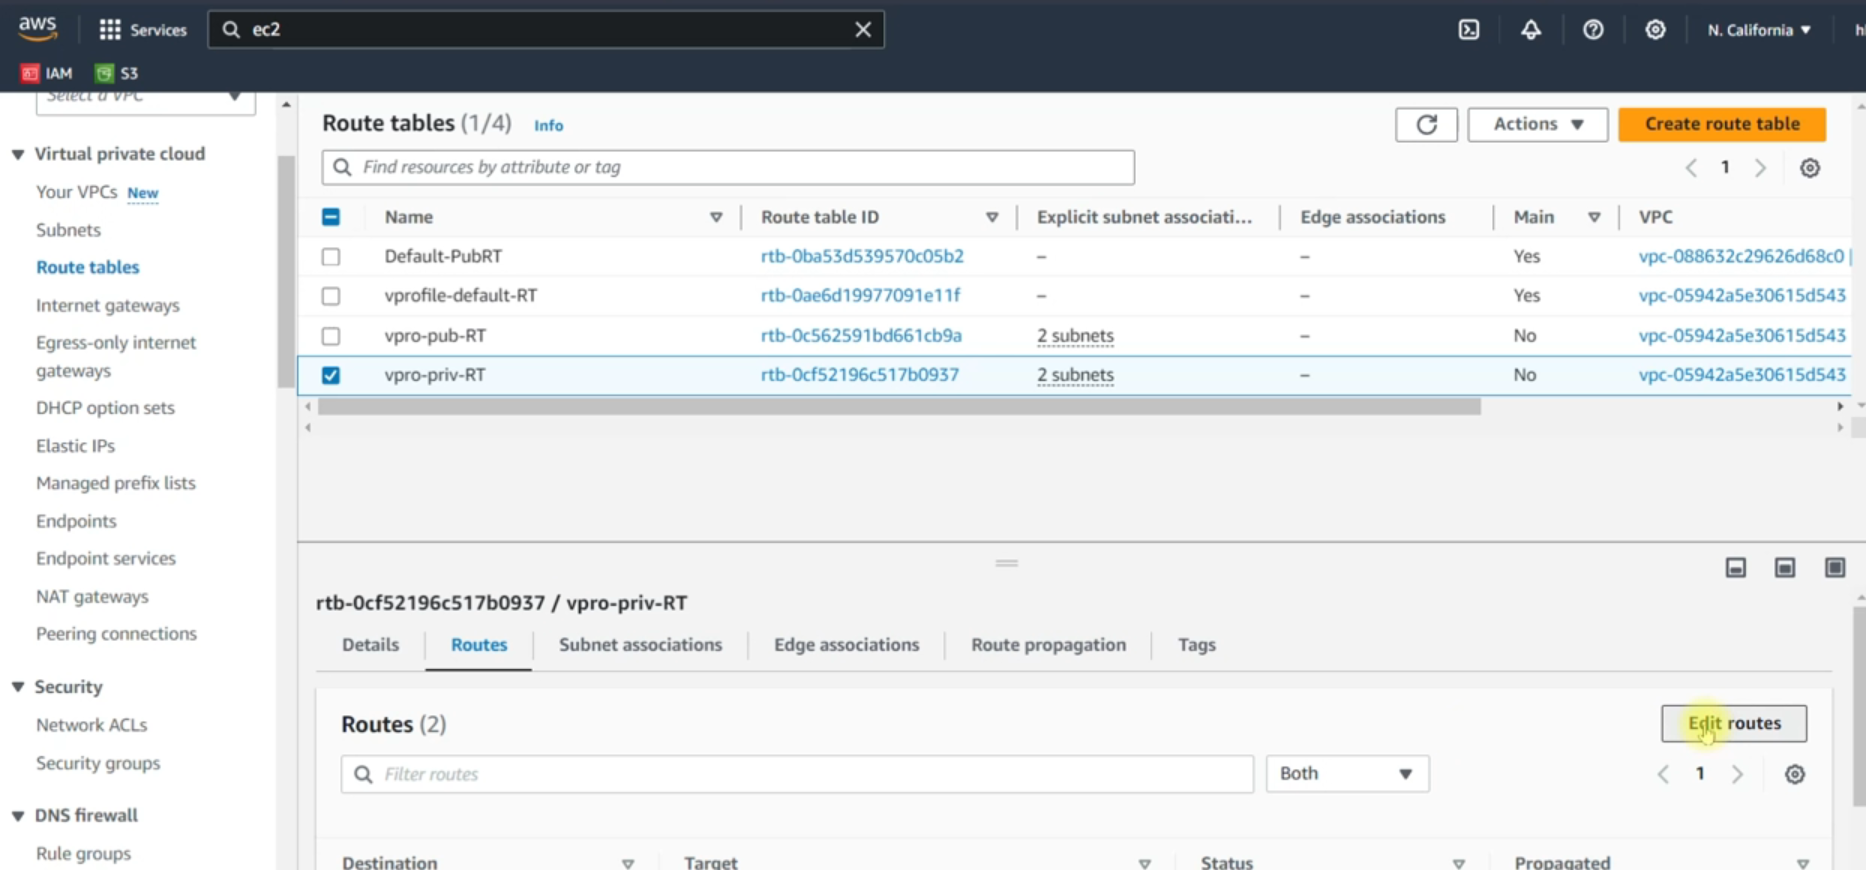 aws
Services
ec2
N. California
IAM
S3
Select a VPC
Virtual private cloud
Your VPCs New
Subnets
Route tables
Internet gateways
Egress-only internet
gateways
DHCP option sets
Elastic IPs
Managed prefix lists
Endpoints
Endpoint services
NAT gateways
Peering connections
Security
Network ACLs
Security groups
DNS firewall
Rule groups
Route tables (1/4) Info
Actions
Create route table
Find resources by attribute or tag
1
Name Route table ID Explicit subnet associati... Edge associations Main VPC
Default-PubRT rtb-0ba53d539570c05b2 – – Yes vpc-088632c29626d68c0 |
vprofile-default-RT rtb-0ae6d19977091e11f – – Yes vpc-05942a5e30615d543
vpro-pub-RT rtb-0c562591bd661cb9a 2 subnets – No vpc-05942a5e30615d543
vpro-priv-RT rtb-0cf52196c517b0937 2 subnets – No vpc-05942a5e30615d543
rtb-0cf52196c517b0937 / vpro-priv-RT
Details Routes Subnet associations Edge associations Route propagation Tags
Routes (2)
Edit routes
Filter routes
Both
1
Destination Target Status Propagated